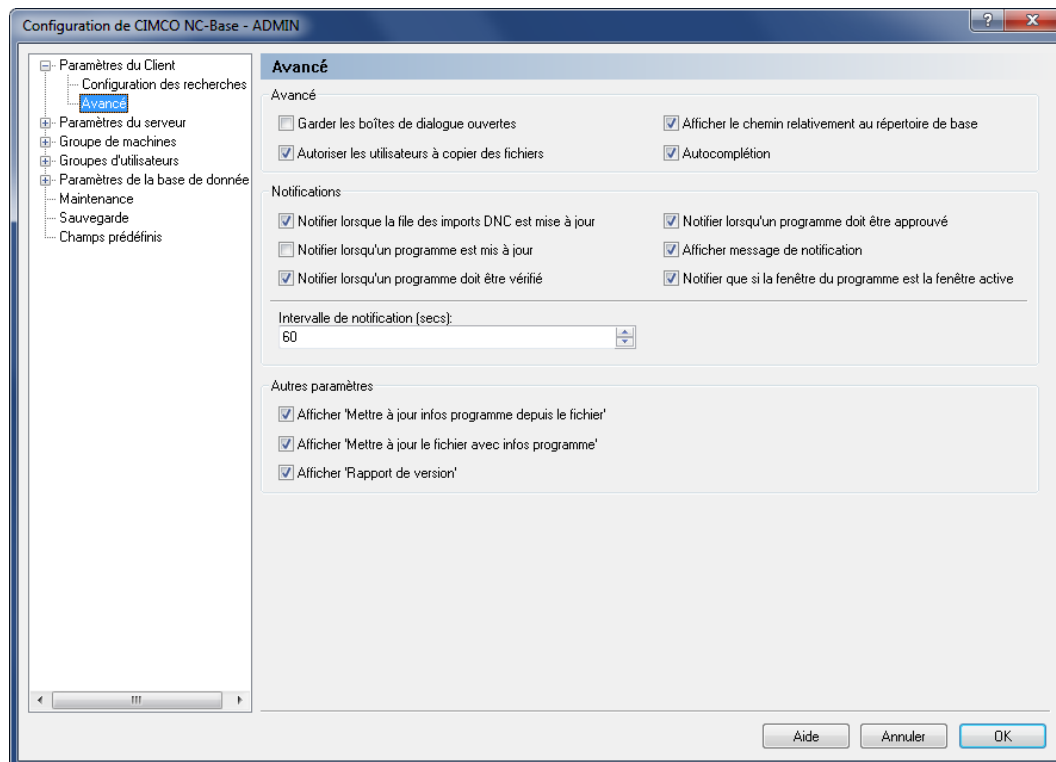 Configuration de CIMCO NC-Base - ADMIN
Paramètres du Client
Configuration des recherches
Avancé
Paramètres du serveur
Groupe de machines
Groupes d'utilisateurs
Paramètres de la base de donnée
Maintenance
Sauvegarde
Champs prédéfinis
Avancé
Avancé
Garder les boîtes de dialogue ouvertes
Afficher le chemin relativement au répertoire de base
Autoriser les utilisateurs à copier des fichiers
Autocomplétion
Notifications
Notifier lorsque la file des imports DNC est mise à jour
Notifier lorsqu'un programme doit être approuvé
Notifier lorsqu'un programme est mis à jour
Afficher message de notification
Notifier lorsqu'un programme doit être vérifié
Notifier que si la fenêtre du programme est la fenêtre active
Intervalle de notification (secs):
60
Autres paramètres
Afficher 'Mettre à jour infos programme depuis le fichier'
Afficher 'Mettre à jour le fichier avec infos programme'
Afficher 'Rapport de version'
Aide
Annuler
OK